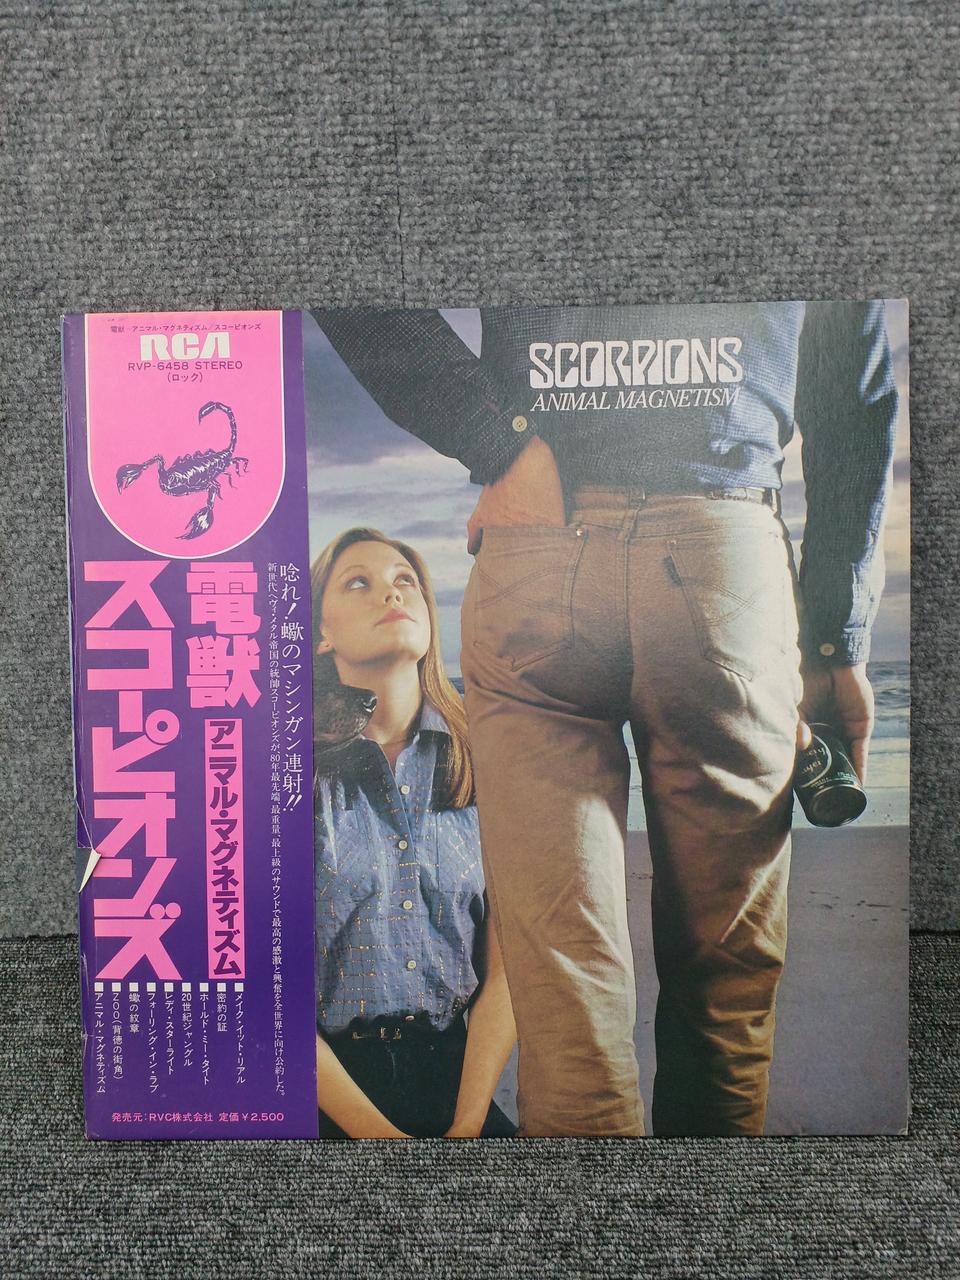 電獣-アニマル・マグネティズム/スコーピオンズ
RCA
RVP-6458 STEREO
(ロック)
SCORPIONS
ANIMAL MAGNETISM
唸れ!蠍のマシンガン連射!!
新世代ヘヴィ・メタル帝国の統帥スコーピオンズが、80年最先端、最重量、最上級のサウンドで最高の感激と興奮を全世界に向け公約した。
電獣
アニマル・マグネティズム
スコーピオンズ
■メイク・イット・リアル
■密約の証
■ホールド・ミー・タイト
■20世紀ジャングル
■レディ・スターライト
■フォーリング・イン・ラブ
■蠍の紋章
■ZOO(背徳の街角)
■アニマル・マグネティズム
発売元:RVC株式会社 定価¥2,500